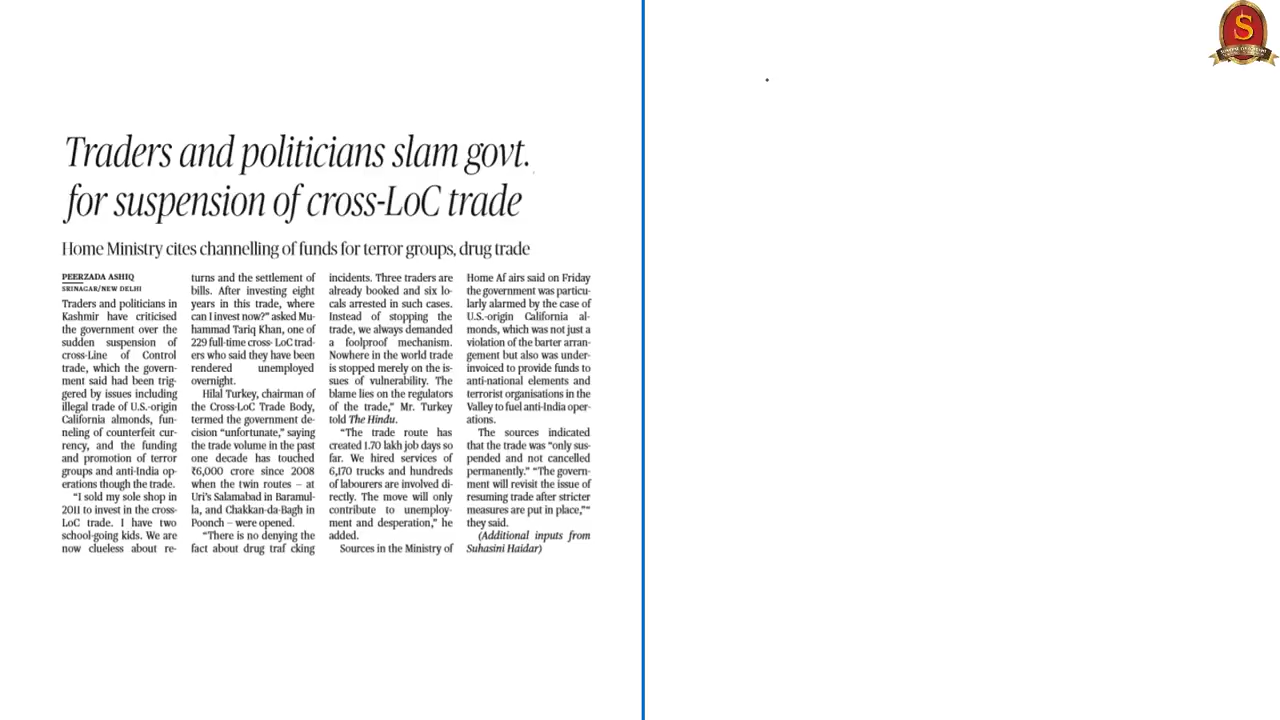 Traders and politicians slam govt.
for suspension of cross-LoC trade
Home Ministry cites channelling of funds for terror groups, drug trade
PEERZADA ASHIQ
SRINAGAR/NEW DELHI
Traders and politicians in
Kashmir have criticised
the government over the
sudden suspension of
cross-Line of Control
trade, which the govern-
ment said had been trig-
gered by issues including
illegal trade of U.S.-origin
California almonds, fun-
neling of counterfeit cur-
rency, and the funding
and promotion of terror
groups and anti-India op-
erations though the trade.
“I sold my sole shop in
2011 to invest in the cross-
LoC trade. I have two
school-going kids. We are
now clueless about re-
turns and the settlement of
bills. After investing eight
years in this trade, where
can I invest now?” asked Mu-
hammad Tariq Khan, one of
229 full-time cross- LoC trad-
ers who said they have been
rendered unemployed
overnight.
Hilal Turkey, chairman of
the Cross-LoC Trade Body,
termed the government de-
cision “unfortunate,” saying
the trade volume in the past
one decade has touched
₹6,000 crore since 2008
when the twin routes – at
Uri’s Salamabad in Baramul-
la, and Chakkan-da-Bagh in
Poonch – were opened.
“There is no denying the
fact about drug traf cking
incidents. Three traders are
already booked and six lo-
cals arrested in such cases.
Instead of stopping the
trade, we always demanded
a foolproof mechanism.
Nowhere in the world trade
is stopped merely on the is-
sues of vulnerability. The
blame lies on the regulators
of the trade,” Mr. Turkey
told The Hindu.
“The trade route has
created 1.70 lakh job days so
far. We hired services of
6,170 trucks and hundreds
of labourers are involved di-
rectly. The move will only
contribute to unemploy-
ment and desperation,” he
added.
Sources in the Ministry of
Home Af airs said on Friday
the government was particu-
larly alarmed by the case of
U.S.-origin California al-
monds, which was not just a
violation of the barter arran-
gement but also was under-
invoiced to provide funds to
anti-national elements and
terrorist organisations in the
Valley to fuel anti-India oper-
ations.
The sources indicated
that the trade was “only sus-
pended and not cancelled
permanently.” “The govern-
ment will revisit the issue of
resuming trade after stricter
measures are put in place,”“
they said.
(Additional inputs from
Suhasini Haidar)
S